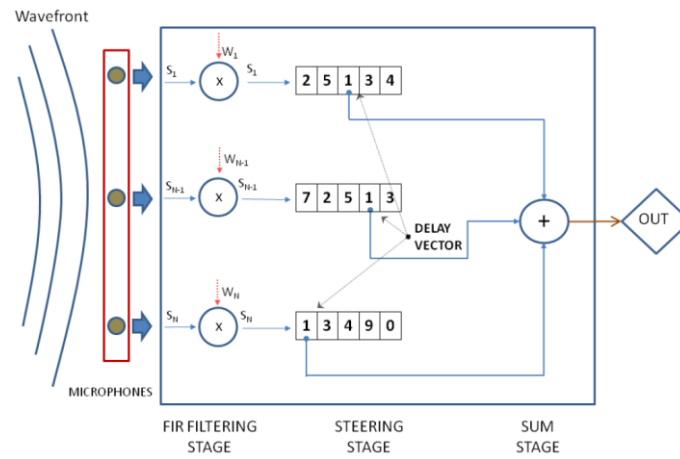 Wavefront
W1
S1
x
S1
2 5 1 3 4
WN-1
SN-1
x
SN-1
7 2 5 1 3
DELAY
VECTOR
+
OUT
WN
SN
x
SN
1 3 4 9 0
MICROPHONES
FIR FILTERING
STAGE
STEERING
STAGE
SUM
STAGE